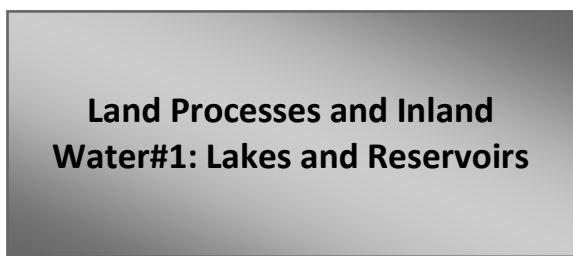 Land Processes and Inland
Water#1: Lakes and Reservoirs